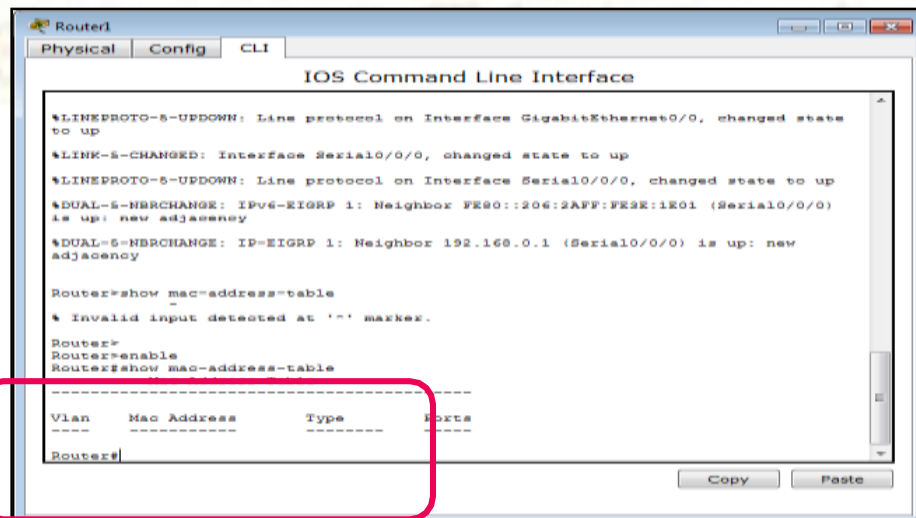 Router1
Physical Config CLI
IOS Command Line Interface
%LINEPROTO-5-UPDOWN: Line protocol on Interface GigabitEthernet0/0, changed state
to up
%LINK-5-CHANGED: Interface Serial0/0/0, changed state to up
%LINEPROTO-5-UPDOWN: Line protocol on Interface Serial0/0/0, changed state to up
%DUAL-5-NBRCHANGE: IPv6-EIGRP 1: Neighbor FE80::206:2AFF:FE3E:1E01 (Serial0/0/0)
is up: new adjacency
%DUAL-5-NBRCHANGE: IP-EIGRP 1: Neighbor 192.168.0.1 (Serial0/0/0) is up: new
adjacency
Router>show mac-address-table
^
% Invalid input detected at '^' marker.
Router>
Router>enable
Router#show mac-address-table
Mac Address Table
-------------------------------------------
Vlan Mac Address Type Ports
---- ----------- -------- -----
Router#
Copy Paste